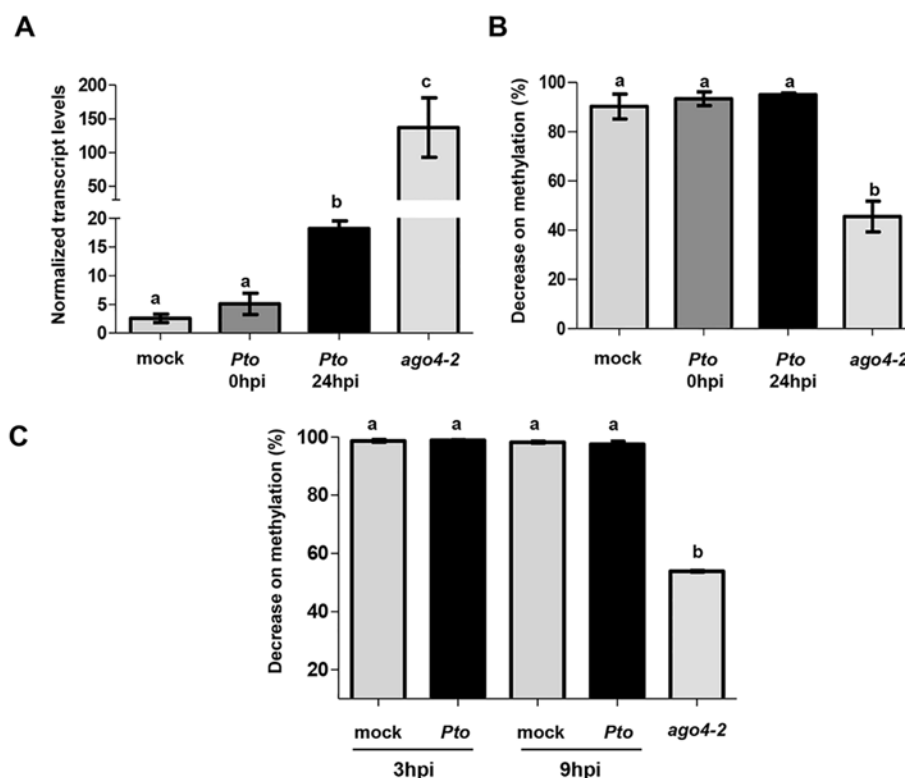 A
Normalized transcript levels
200
150
100
50
20
15
10
5
0
a
a
b
c
mock
Pto
0hpi
Pto
24hpi
ago4-2
B
Decrease on methylation (%)
100
80
60
40
20
0
a
a
a
b
mock
Pto
0hpi
Pto
24hpi
ago4-2
C
Decrease on methylation (%)
100
80
60
40
20
a
a
a
a
b
mock
Pto
mock
Pto
ago4-2
3hpi
9hpi